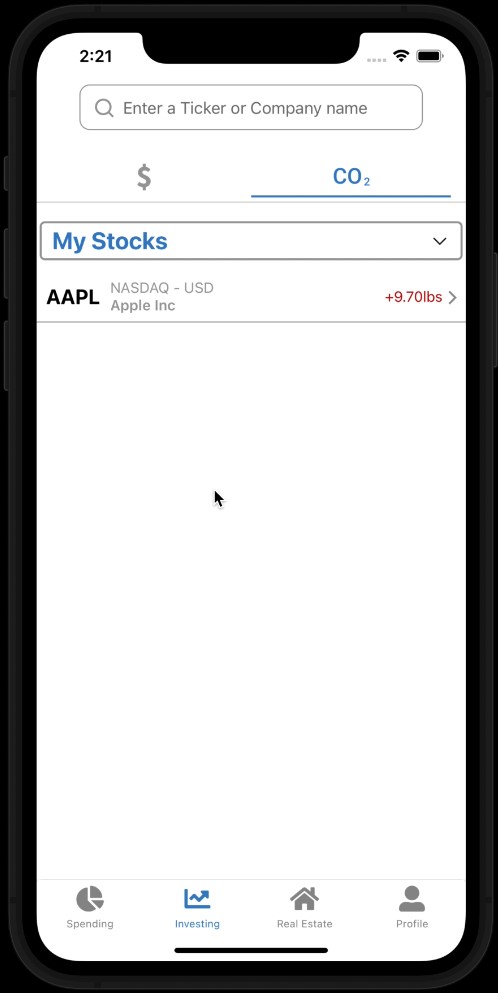 2:21
Enter a Ticker or Company name
$
CO₂
My Stocks
AAPL
NASDAQ - USD
Apple Inc
+9.70lbs
Spending
Investing
Real Estate
Profile